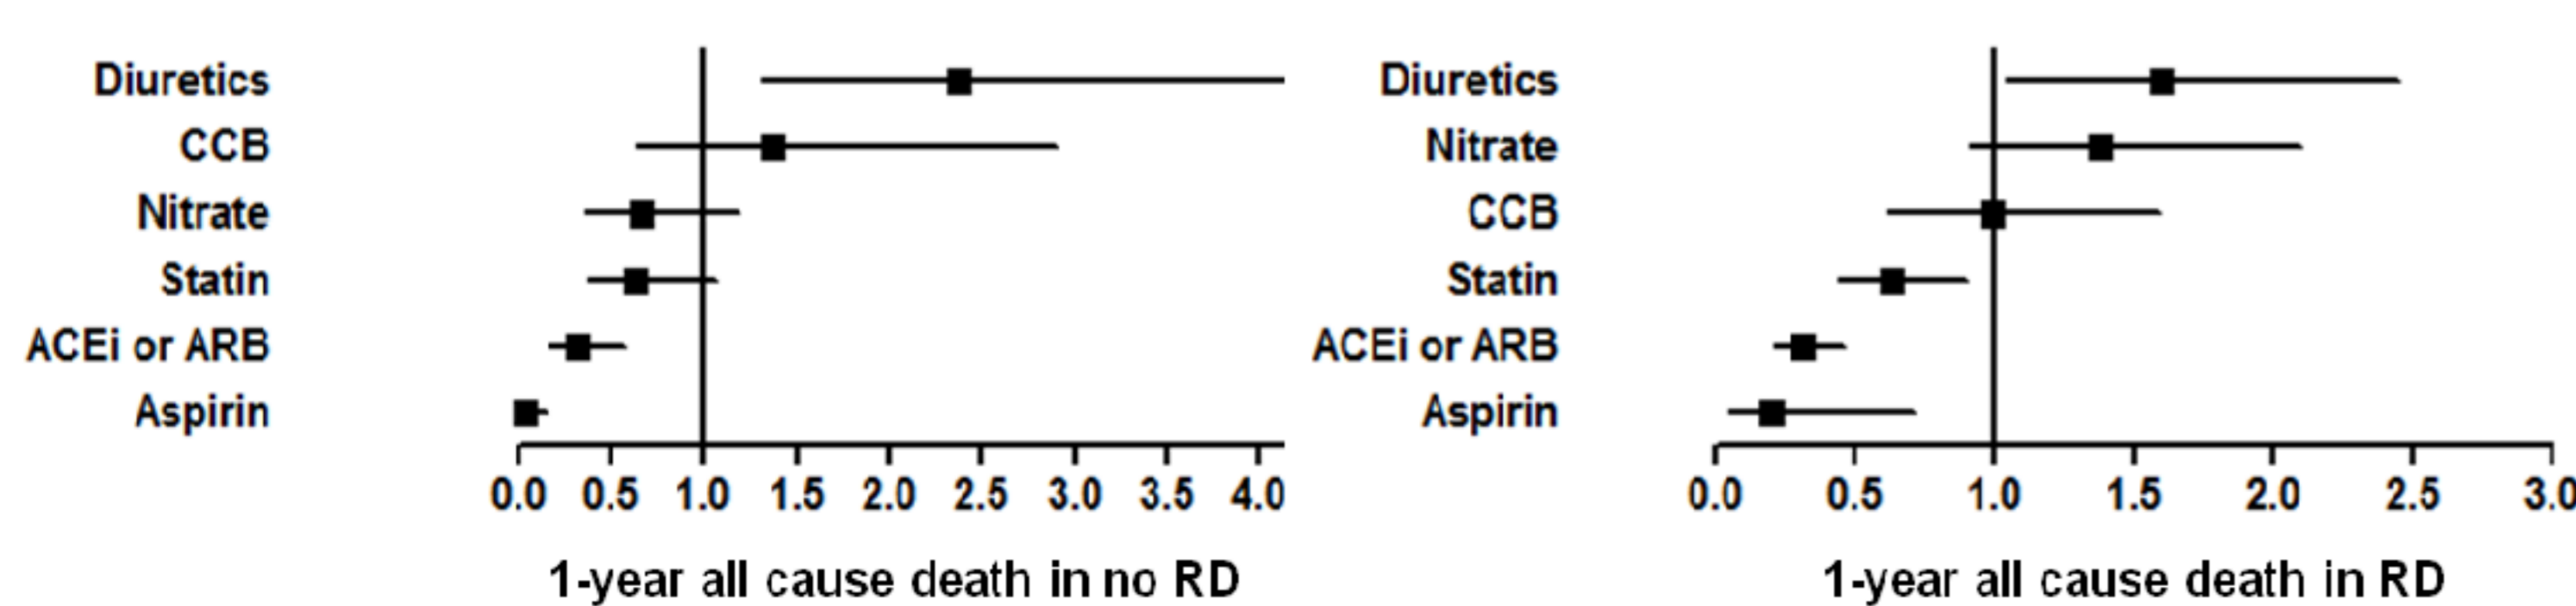 Diuretics
CCB
Nitrate
Statin
ACEi or ARB
Aspirin
0.0 0.5 1.0 1.5 2.0 2.5 3.0 3.5 4.0
1-year all cause death in no RD
Diuretics
Nitrate
CCB
Statin
ACEi or ARB
Aspirin
0.0 0.5 1.0 1.5 2.0 2.5 3.0
1-year all cause death in RD